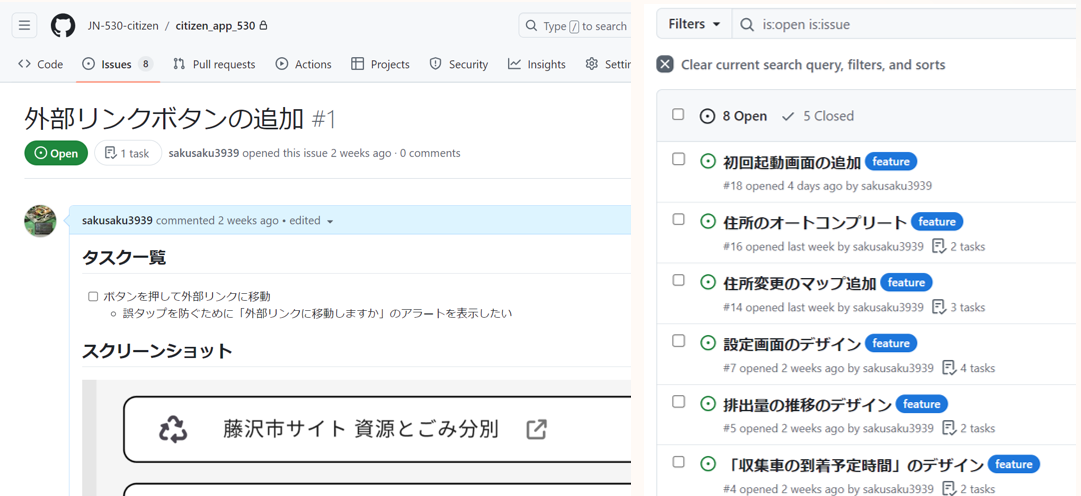 JN-530-citizen / citizen_app_530
Type / to search
Code
Issues 8
Pull requests
Actions
Projects
Security
Insights
外部リンクボタンの追加 #1
Open
1 task
sakusaku3939 opened this issue 2 weeks ago · 0 comments
sakusaku3939 commented 2 weeks ago • edited
タスク一覧
ボタンを押して外部リンクに移動
誤タップを防ぐために「外部リンクに移動しますか」のアラートを表示したい
スクリーンショット
藤沢市サイト 資源とごみ分別
Filters
is:open is:issue
Clear current search query, filters, and sorts
8 Open
5 Closed
初回起動画面の追加 feature
#18 opened 4 days ago by sakusaku3939
住所のオートコンプリート feature
#16 opened last week by sakusaku3939 2 tasks
住所変更のマップ追加 feature
#14 opened last week by sakusaku3939 3 tasks
設定画面のデザイン feature
#7 opened 2 weeks ago by sakusaku3939 4 tasks
排出量の推移のデザイン feature
#5 opened 2 weeks ago by sakusaku3939 2 tasks
「収集車の到着予定時間」のデザイン feature
#4 opened 2 weeks ago by sakusaku3939 2 tasks